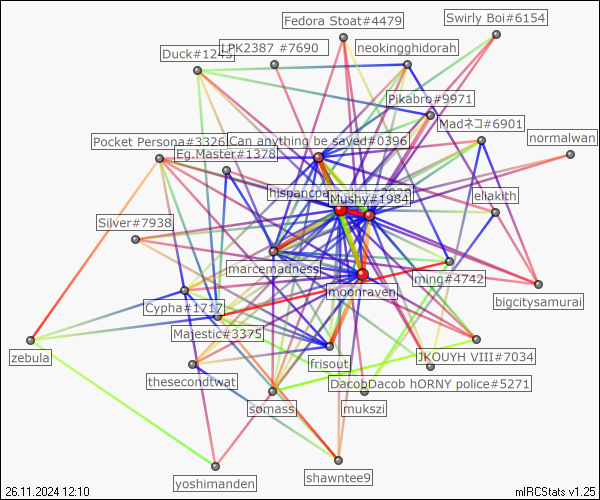 Fedora Stoat#4479
Swirly Boi#6154
LPK2387 #7690
neokingghidorah
Duck#1245
Pikabro#9971
Madネコ#6901
normalwan
Pocket Persona#3326
Can anything be saved#0396
Eg.Master#1378
Mushy#1984
eliakith
Silver#7938
marcemadness
ming#4742
moonraven
bigcitysamurai
Cypha#1717
Majestic#3375
zebula
frisout
JKOUYH VIII#7034
thesecondtwat
DacobDacob hORNY police#5271
somass
mukszi
shawntee9
yoshimanden
26.11.2024 12:10
mIRCStats v1.25